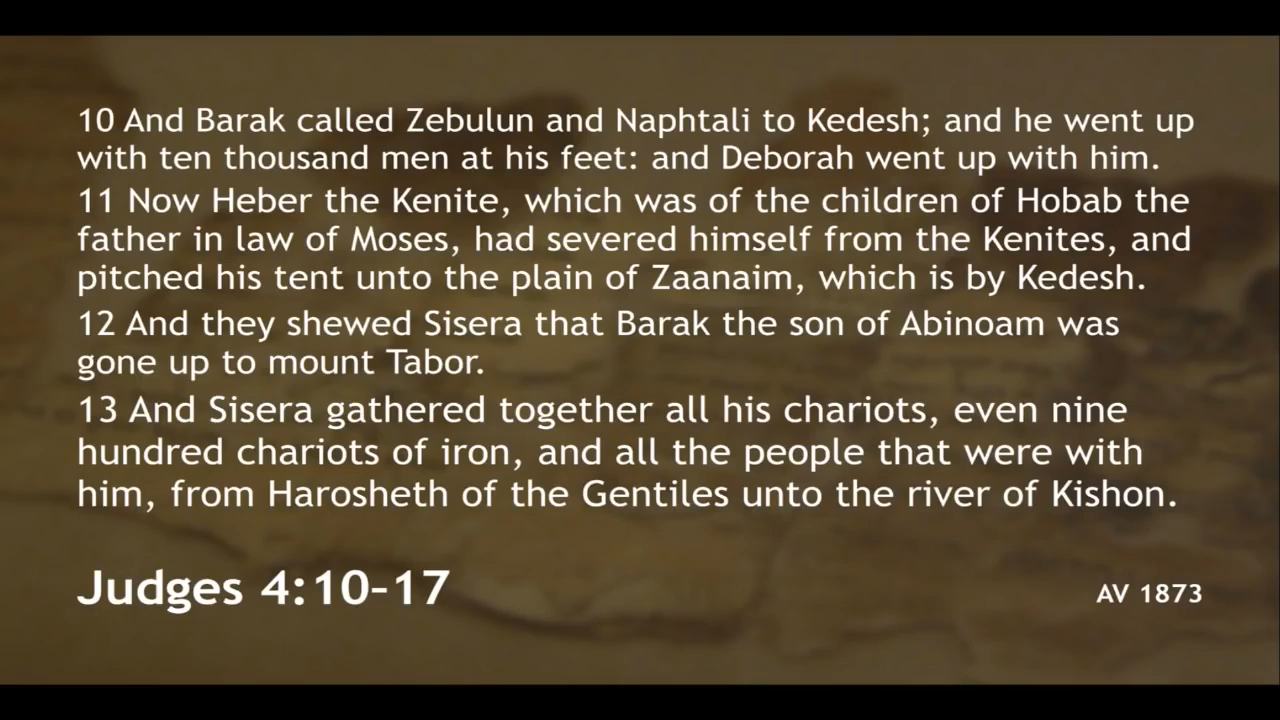 10 And Barak called Zebulun and Naphtali to Kedesh; and he went up
with ten thousand men at his feet: and Deborah went up with him.
11 Now Heber the Kenite, which was of the children of Hobab the
father in law of Moses, had severed himself from the Kenites, and
pitched his tent unto the plain of Zaanaim, which is by Kedesh.
12 And they shewed Sisera that Barak the son of Abinoam was
gone up to mount Tabor.
13 And Sisera gathered together all his chariots, even nine
hundred chariots of iron, and all the people that were with
him, from Harosheth of the Gentiles unto the river of Kishon.
Judges 4:10–17
AV 1873